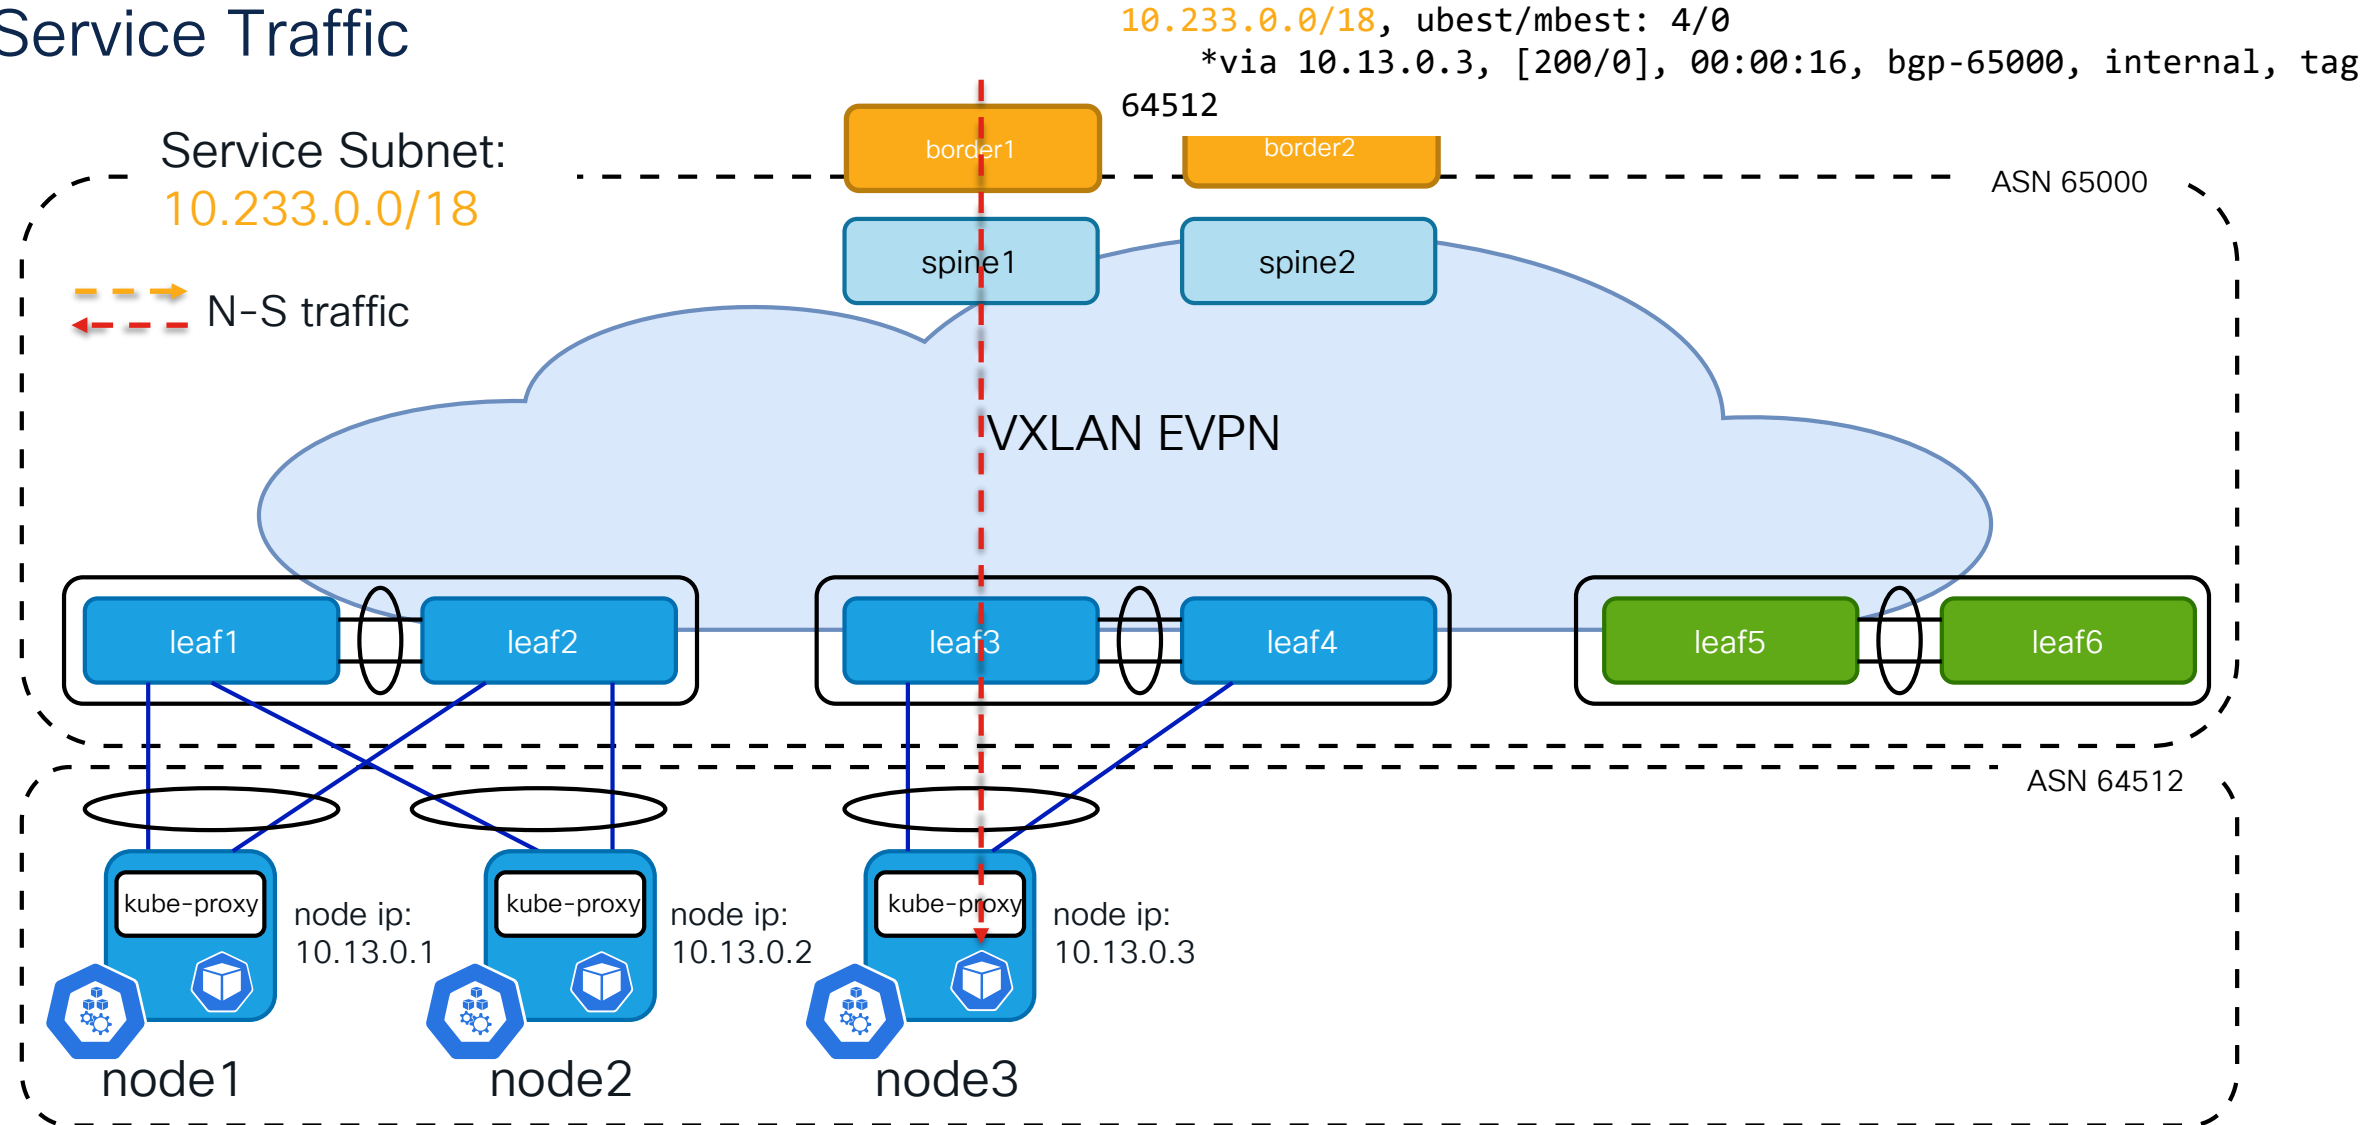 Service Traffic
10.233.0.0/18, ubest/mbest: 4/0
*via 10.13.0.3, [200/0], 00:00:16, bgp-65000, internal, tag
64512
Service Subnet:
10.233.0.0/18
border1
border2
ASN 65000
spine1
spine2
N-S traffic
VXLAN EVPN
leaf1
leaf2
leaf3
leaf4
leaf5
leaf6
ASN 64512
kube-proxy
node ip:
10.13.0.1
kube-proxy
node ip:
10.13.0.2
kube-proxy
node ip:
10.13.0.3
node1
node2
node3